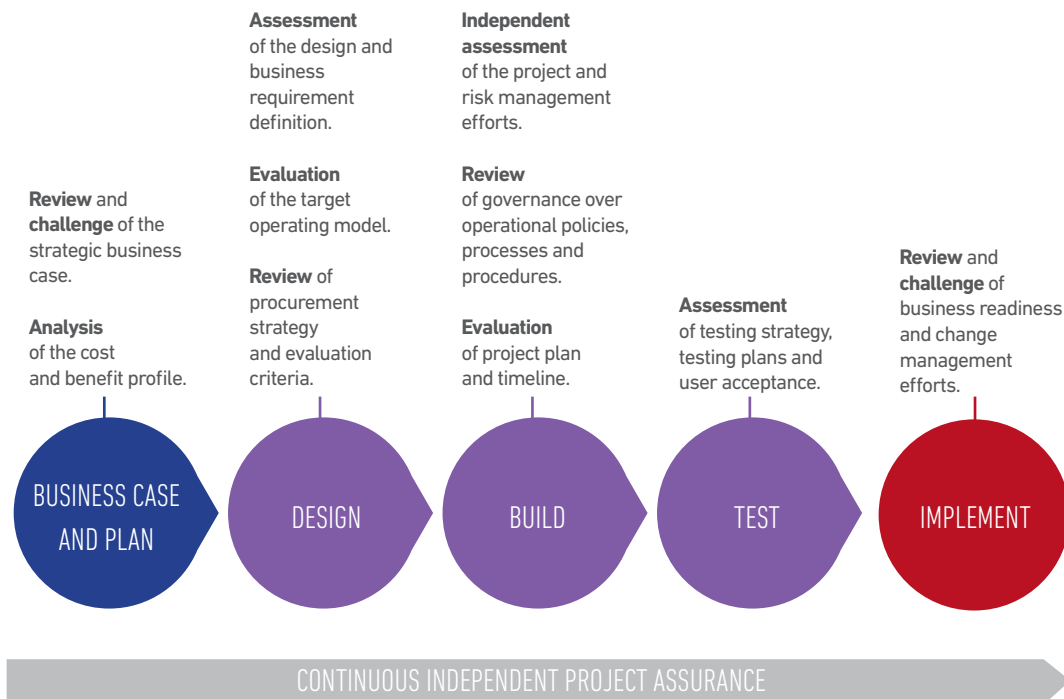 Review and
challenge of the
strategic business
case.
Analysis
of the cost
and benefit profile.
BUSINESS CASE
AND PLAN
Assessment
of the design and
business
requirement
definition.
Evaluation
of the target
operating model.
Review of
procurement
strategy
and evaluation
criteria.
DESIGN
Independent
assessment
of the project and
risk management
efforts.
Review
of governance over
operational policies,
processes and
procedures.
Evaluation
of project plan
and timeline.
BUILD
Assessment
of testing strategy,
testing plans and
user acceptance.
TEST
Review and
challenge of
business readiness
and change
management
efforts.
IMPLEMENT
CONTINUOUS INDEPENDENT PROJECT ASSURANCE